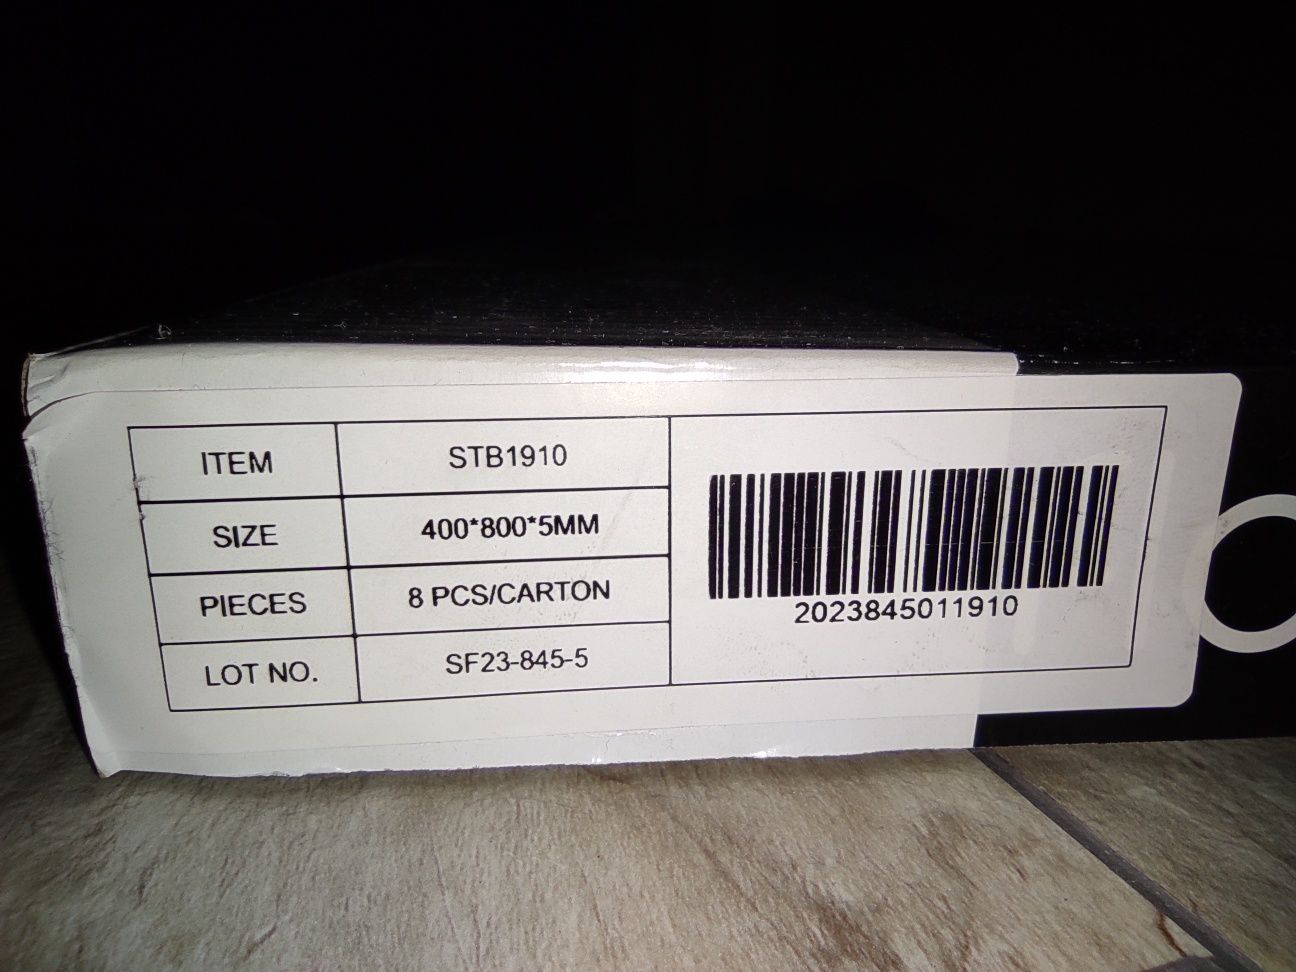 ITEM STB1910
SIZE 400*800*5MM
PIECES 8 PCS/CARTON
LOT NO. SF23-845-5
2023845011910